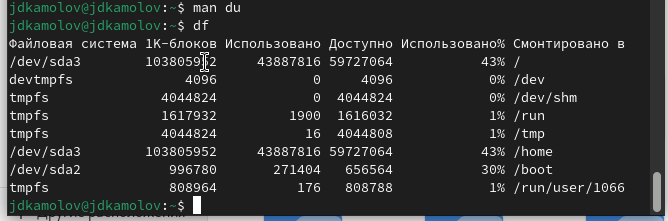 jdkamolov@jdkamolov:~$ man du
jdkamolov@jdkamolov:~$ df
Файловая система 1K-блоков Использовано Доступно Использовано% Смонтировано в
/dev/sda3 103805952 43887816 59727064 43% /
devtmpfs 4096 0 4096 0% /dev
tmpfs 4044824 0 4044824 0% /dev/shm
tmpfs 1617932 1900 1616032 1% /run
tmpfs 4044824 16 4044808 1% /tmp
/dev/sda3 103805952 43887816 59727064 43% /home
/dev/sda2 996780 271404 656564 30% /boot
tmpfs 808964 176 808788 1% /run/user/1066
jdkamolov@jdkamolov:~$